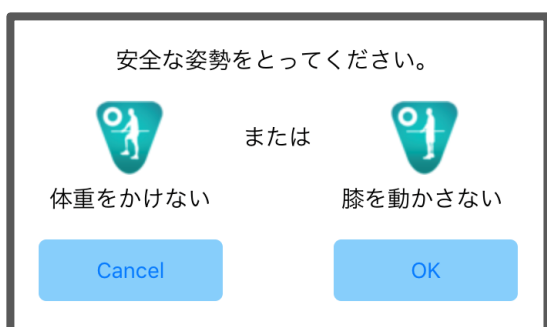 安全な姿勢をとってください。
または
体重をかけない
膝を動かさない
Cancel
OK